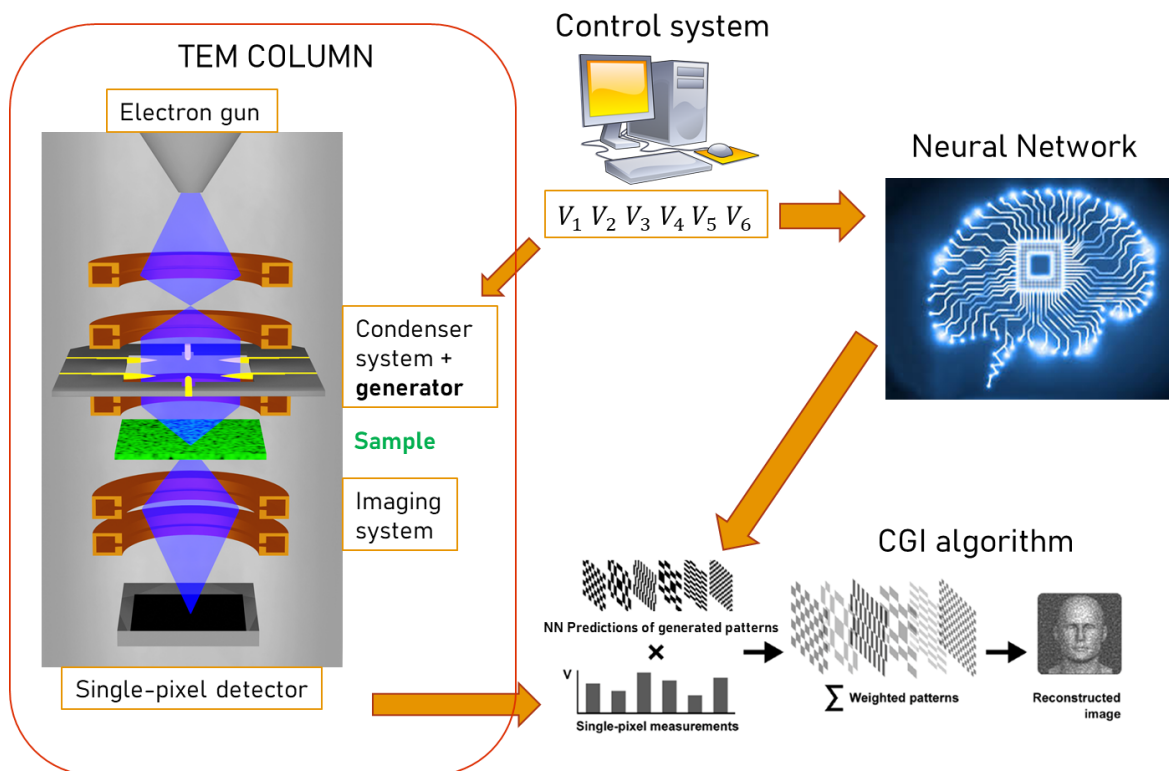 TEM COLUMN
Electron gun
Condenser
system +
generator
Sample
Imaging
system
Single-pixel detector
Control system
V₁ V₂ V₃ V₄ V₅ V₆
Neural Network
CGI algorithm
NN Predictions of generated patterns
×
V
Single-pixel measurements
∑ Weighted patterns
Reconstructed
image